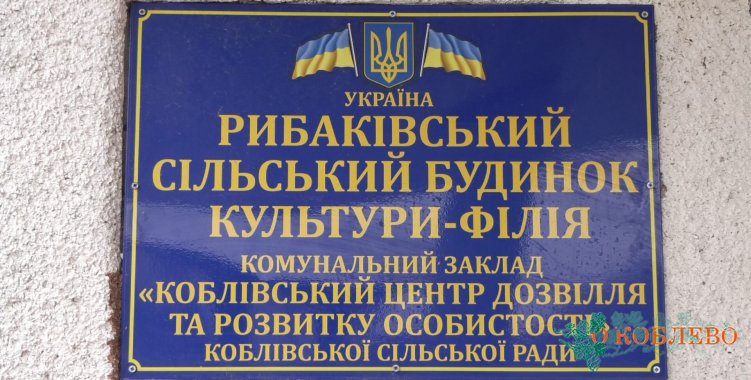 УКРАЇНА
РИБАКІВСЬКИЙ
СІЛЬСЬКИЙ БУДИНОК
КУЛЬТУРИ-ФІЛІЯ
КОМУНАЛЬНИЙ ЗАКЛАД
«КОБЛІВСЬКИЙ ЦЕНТР ДОЗВІЛЛЯ
ТА РОЗВИТКУ ОСОБИСТОСТІ
КОБЛІВСЬКОЇ СІЛЬСЬКОЇ РАДИ
КОБЛЕВО